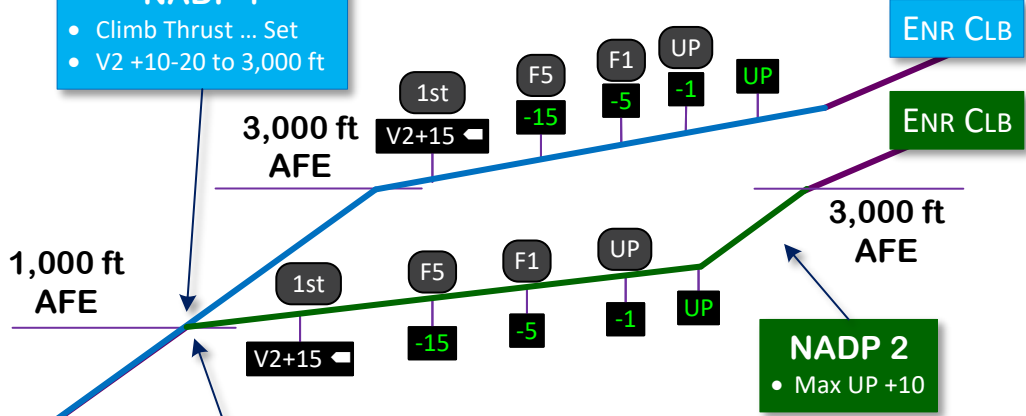 NADP 1
• Climb Thrust ... Set
• V2 +10-20 to 3,000 ft
ENR CLB
UP
F1
F5
1st
UP
-1
-5
-15
V2+15
3,000 ft
AFE
ENR CLB
3,000 ft
AFE
1,000 ft
AFE
1st
F5
F1
UP
V2+15
-15
-5
-1
UP
NADP 2
• Max UP +10